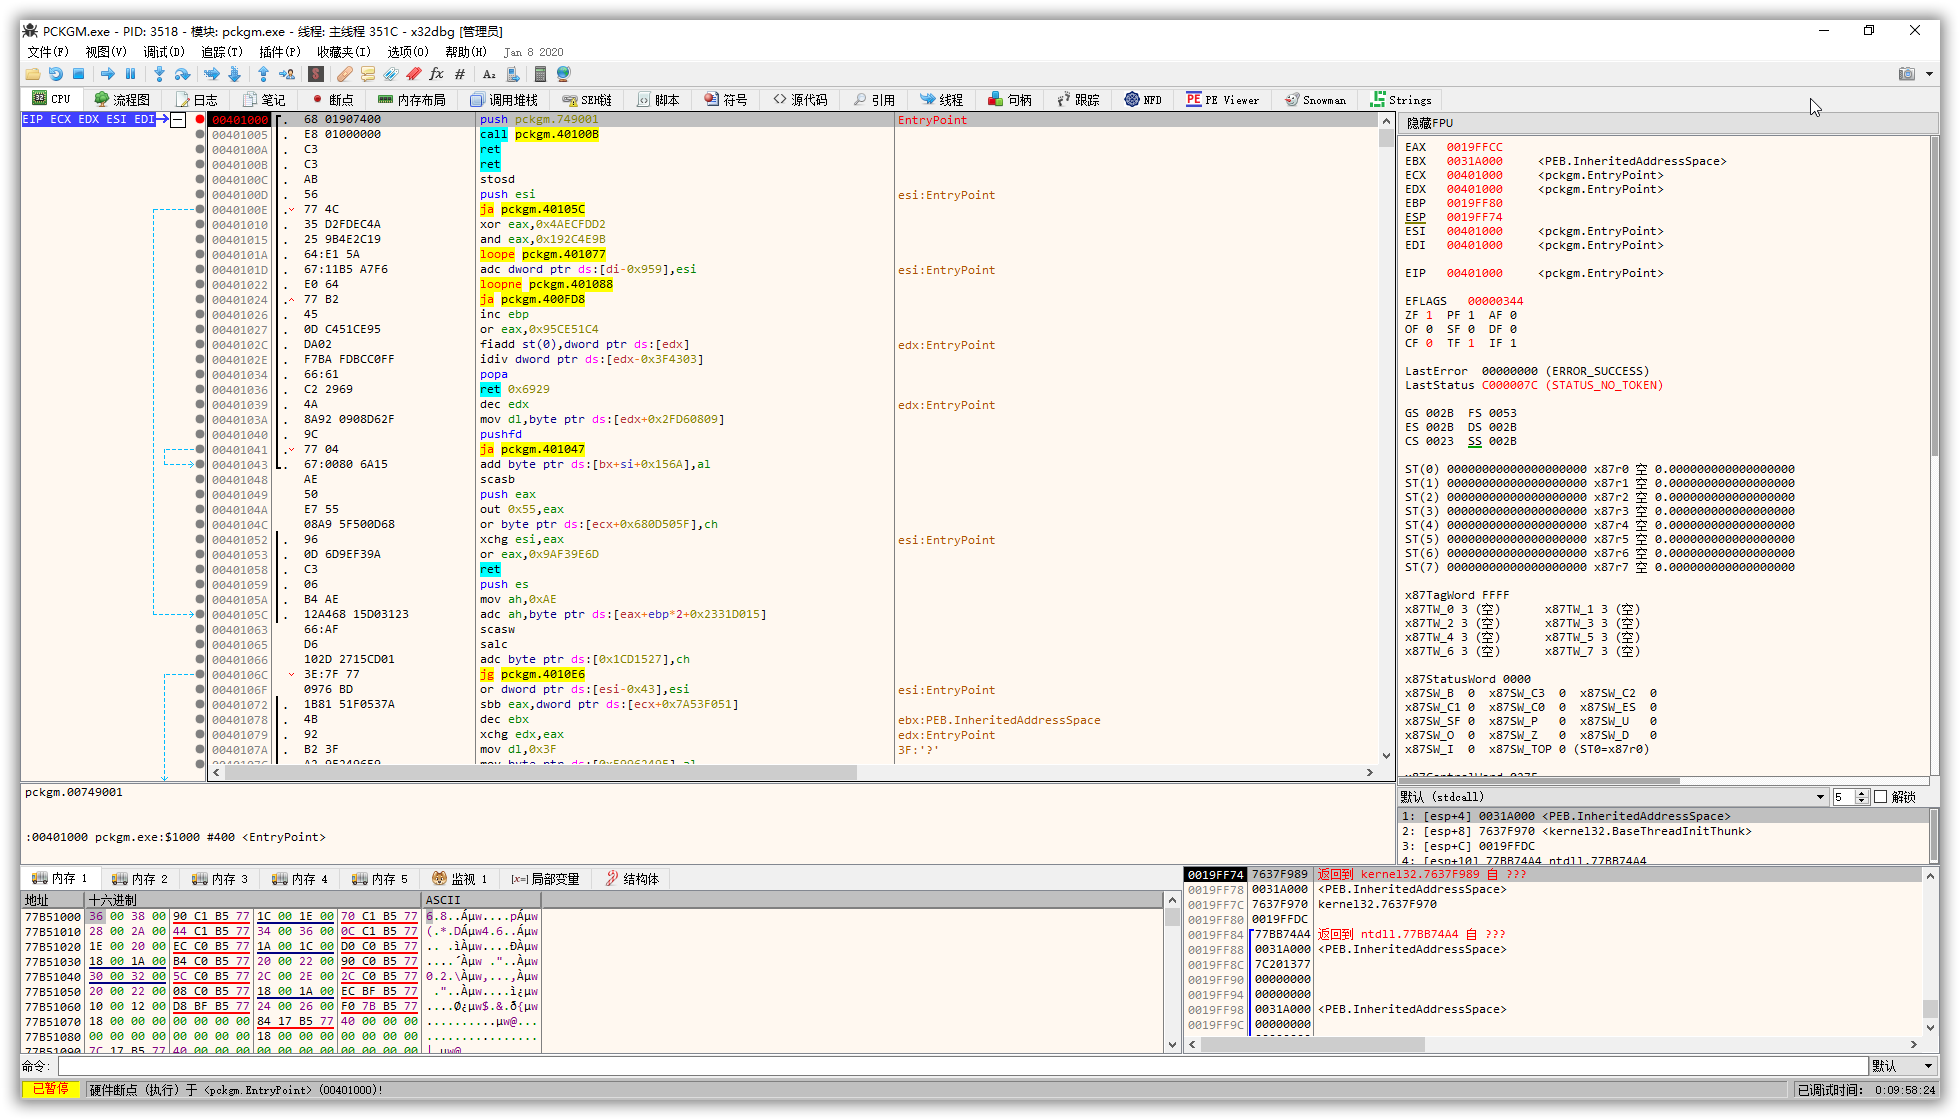 PCKGM.exe - PID: 3518 - 模块: pckgm.exe - 线程: 主线程 351C - x32dbg [管理员]
文件(F) 视图(V) 调试(D) 追踪(T) 插件(P) 收藏夹(I) 选项(O) 帮助(H) Jan 8 2020
CPU 流程图 日志 笔记 断点 内存布局 调用堆栈 SEH链 脚本 符号 源代码 引用 线程 句柄 跟踪 NFD PE Viewer Snowman Strings
EIP ECX EDX ESI EDI
00401000 68 01907400 push pckgm.749001 EntryPoint
00401005 E8 01000000 call pckgm.40100B
0040100A C3 ret
0040100B C3 ret
0040100C AB stosd
0040100D 56 push esi esi:EntryPoint
0040100E 77 4C ja pckgm.40105C
00401010 35 D2FDEC4A xor eax,0x4AECFDD2
00401015 25 9B4E2C19 and eax,0x192C4E9B
0040101A 64:E1 5A loope pckgm.401077
0040101D 67:11B5 A7F6 adc dword ptr ds:[di-0x959],esi esi:EntryPoint
00401022 E0 64 loopne pckgm.401088
00401024 77 B2 ja pckgm.400FD8
00401026 45 inc ebp
00401027 0D C451CE95 or eax,0x95CE51C4
0040102C DA02 fiadd st(0),dword ptr ds:[edx] edx:EntryPoint
0040102E F7BA FDBCC0FF idiv dword ptr ds:[edx-0x3F4303]
00401034 66:61 popa
00401036 C2 2969 ret 0x6929
00401039 4A dec edx edx:EntryPoint
0040103A 8A92 0908D62F mov dl,byte ptr ds:[edx+0x2FD60809]
00401040 9C pushfd
00401041 77 04 ja pckgm.401047
00401043 67:0080 6A15 add byte ptr ds:[bx+si+0x156A],al
00401048 AE scasb
00401049 50 push eax
0040104A E7 55 out 0x55,eax
0040104C 08A9 5F500D68 or byte ptr ds:[ecx+0x680D505F],ch
00401052 96 xchg esi,eax esi:EntryPoint
00401053 0D 6D9EF39A or eax,0x9AF39E6D
00401058 C3 ret
00401059 06 push es
0040105A B4 AE mov ah,0xAE
0040105C 12A468 15D03123 adc ah,byte ptr ds:[eax+ebp*2+0x2331D015]
00401063 66:AF scasw
00401065 D6 salc
00401066 102D 2715CD01 adc byte ptr ds:[0x1CD1527],ch
0040106C 3E:7F 77 jg pckgm.4010E6
0040106F 0976 BD or dword ptr ds:[esi-0x43],esi esi:EntryPoint
00401072 1B81 51F0537A sbb eax,dword ptr ds:[ecx+0x7A53F051]
00401078 4B dec ebx ebx:PEB.InheritedAddressSpace
00401079 92 xchg edx,eax edx:EntryPoint
0040107A B2 3F mov dl,0x3F 3F:'?'
pckgm.00749001
:00401000 pckgm.exe:$1000 #400 <EntryPoint>
隐藏FPU
EAX 0019FFCC
EBX 0031A000 <PEB.InheritedAddressSpace>
ECX 00401000 <pckgm.EntryPoint>
EDX 00401000 <pckgm.EntryPoint>
EBP 0019FF80
ESP 0019FF74
ESI 00401000 <pckgm.EntryPoint>
EDI 00401000 <pckgm.EntryPoint>
EIP 00401000 <pckgm.EntryPoint>
EFLAGS 00000344
ZF 1 PF 1 AF 0
OF 0 SF 0 DF 0
CF 0 TF 1 IF 1
LastError 00000000 (ERROR_SUCCESS)
LastStatus C000007C (STATUS_NO_TOKEN)
GS 002B FS 0053
ES 002B DS 002B
CS 0023 SS 002B
ST(0) 00000000000000000000 x87r0 空 0.000000000000000000
ST(1) 00000000000000000000 x87r1 空 0.000000000000000000
ST(2) 00000000000000000000 x87r2 空 0.000000000000000000
ST(3) 00000000000000000000 x87r3 空 0.000000000000000000
ST(4) 00000000000000000000 x87r4 空 0.000000000000000000
ST(5) 00000000000000000000 x87r5 空 0.000000000000000000
ST(6) 00000000000000000000 x87r6 空 0.000000000000000000
ST(7) 00000000000000000000 x87r7 空 0.000000000000000000
x87TagWord FFFF
x87TW_0 3 (空) x87TW_1 3 (空)
x87TW_2 3 (空) x87TW_3 3 (空)
x87TW_4 3 (空) x87TW_5 3 (空)
x87TW_6 3 (空) x87TW_7 3 (空)
x87StatusWord 0000
x87SW_B 0 x87SW_C3 0 x87SW_C2 0
x87SW_C1 0 x87SW_C0 0 x87SW_ES 0
x87SW_SF 0 x87SW_P 0 x87SW_U 0
x87SW_O 0 x87SW_Z 0 x87SW_D 0
x87SW_I 0 x87SW_TOP 0 (ST0=x87r0)
默认 (stdcall) 5 解锁
1: [esp+4] 0031A000 <PEB.InheritedAddressSpace>
2: [esp+8] 7637F970 <kernel32.BaseThreadInitThunk>
3: [esp+C] 0019FFDC
4: [esp+10] 77BB74A4 ntdll.77BB74A4
内存 1 内存 2 内存 3 内存 4 内存 5 监视 1 [x=] 局部变量 结构体
地址 十六进制 ASCII
77B51000 36 00 38 00 90 C1 B5 77 1C 00 1E 00 70 C1 B5 77 6.8..Áµw....pÁµw
77B51010 28 00 2A 00 44 C1 B5 77 34 00 36 00 0C C1 B5 77 (.*.DÁµw4.6..Áµw
77B51020 1E 00 20 00 EC C0 B5 77 1A 00 1C 00 D0 C0 B5 77 .. .ìÀµw....ÐÀµw
77B51030 18 00 1A 00 B4 C0 B5 77 20 00 22 00 90 C0 B5 77 ....´Àµw ."..Àµw
77B51040 30 00 32 00 5C C0 B5 77 2C 00 2E 00 2C C0 B5 77 0.2.\Àµw,...,Àµw
77B51050 20 00 22 00 08 C0 B5 77 18 00 1A 00 EC BF B5 77  ."..Àµw....ì¿µw
77B51060 10 00 12 00 D8 BF B5 77 24 00 26 00 F0 7B B5 77 ....Ø¿µw$.&.ð{µw
77B51070 18 00 00 00 00 00 00 00 84 17 B5 77 40 00 00 00 ..........µw@...
77B51080 00 00 00 00 00 00 00 00 18 00 00 00 00 00 00 00 ................
77B51090 7C 17 B5 77 40 00 00 00 00 00 00 00 00 00 00 00 |.µw@
0019FF74 7637F989 返回到 kernel32.7637F989 自 ???
0019FF78 0031A000 <PEB.InheritedAddressSpace>
0019FF7C 7637F970 kernel32.7637F970
0019FF80 0019FFDC
0019FF84 77BB74A4 返回到 ntdll.77BB74A4 自 ???
0019FF88 0031A000 <PEB.InheritedAddressSpace>
0019FF8C 7C201377
0019FF90 00000000
0019FF94 00000000
0019FF98 0031A000 <PEB.InheritedAddressSpace>
0019FF9C 00000000
命令: 默认
已暂停 硬件断点 (执行) 于 <pckgm.EntryPoint> (00401000)! 已调试时间: 0:09:58:24